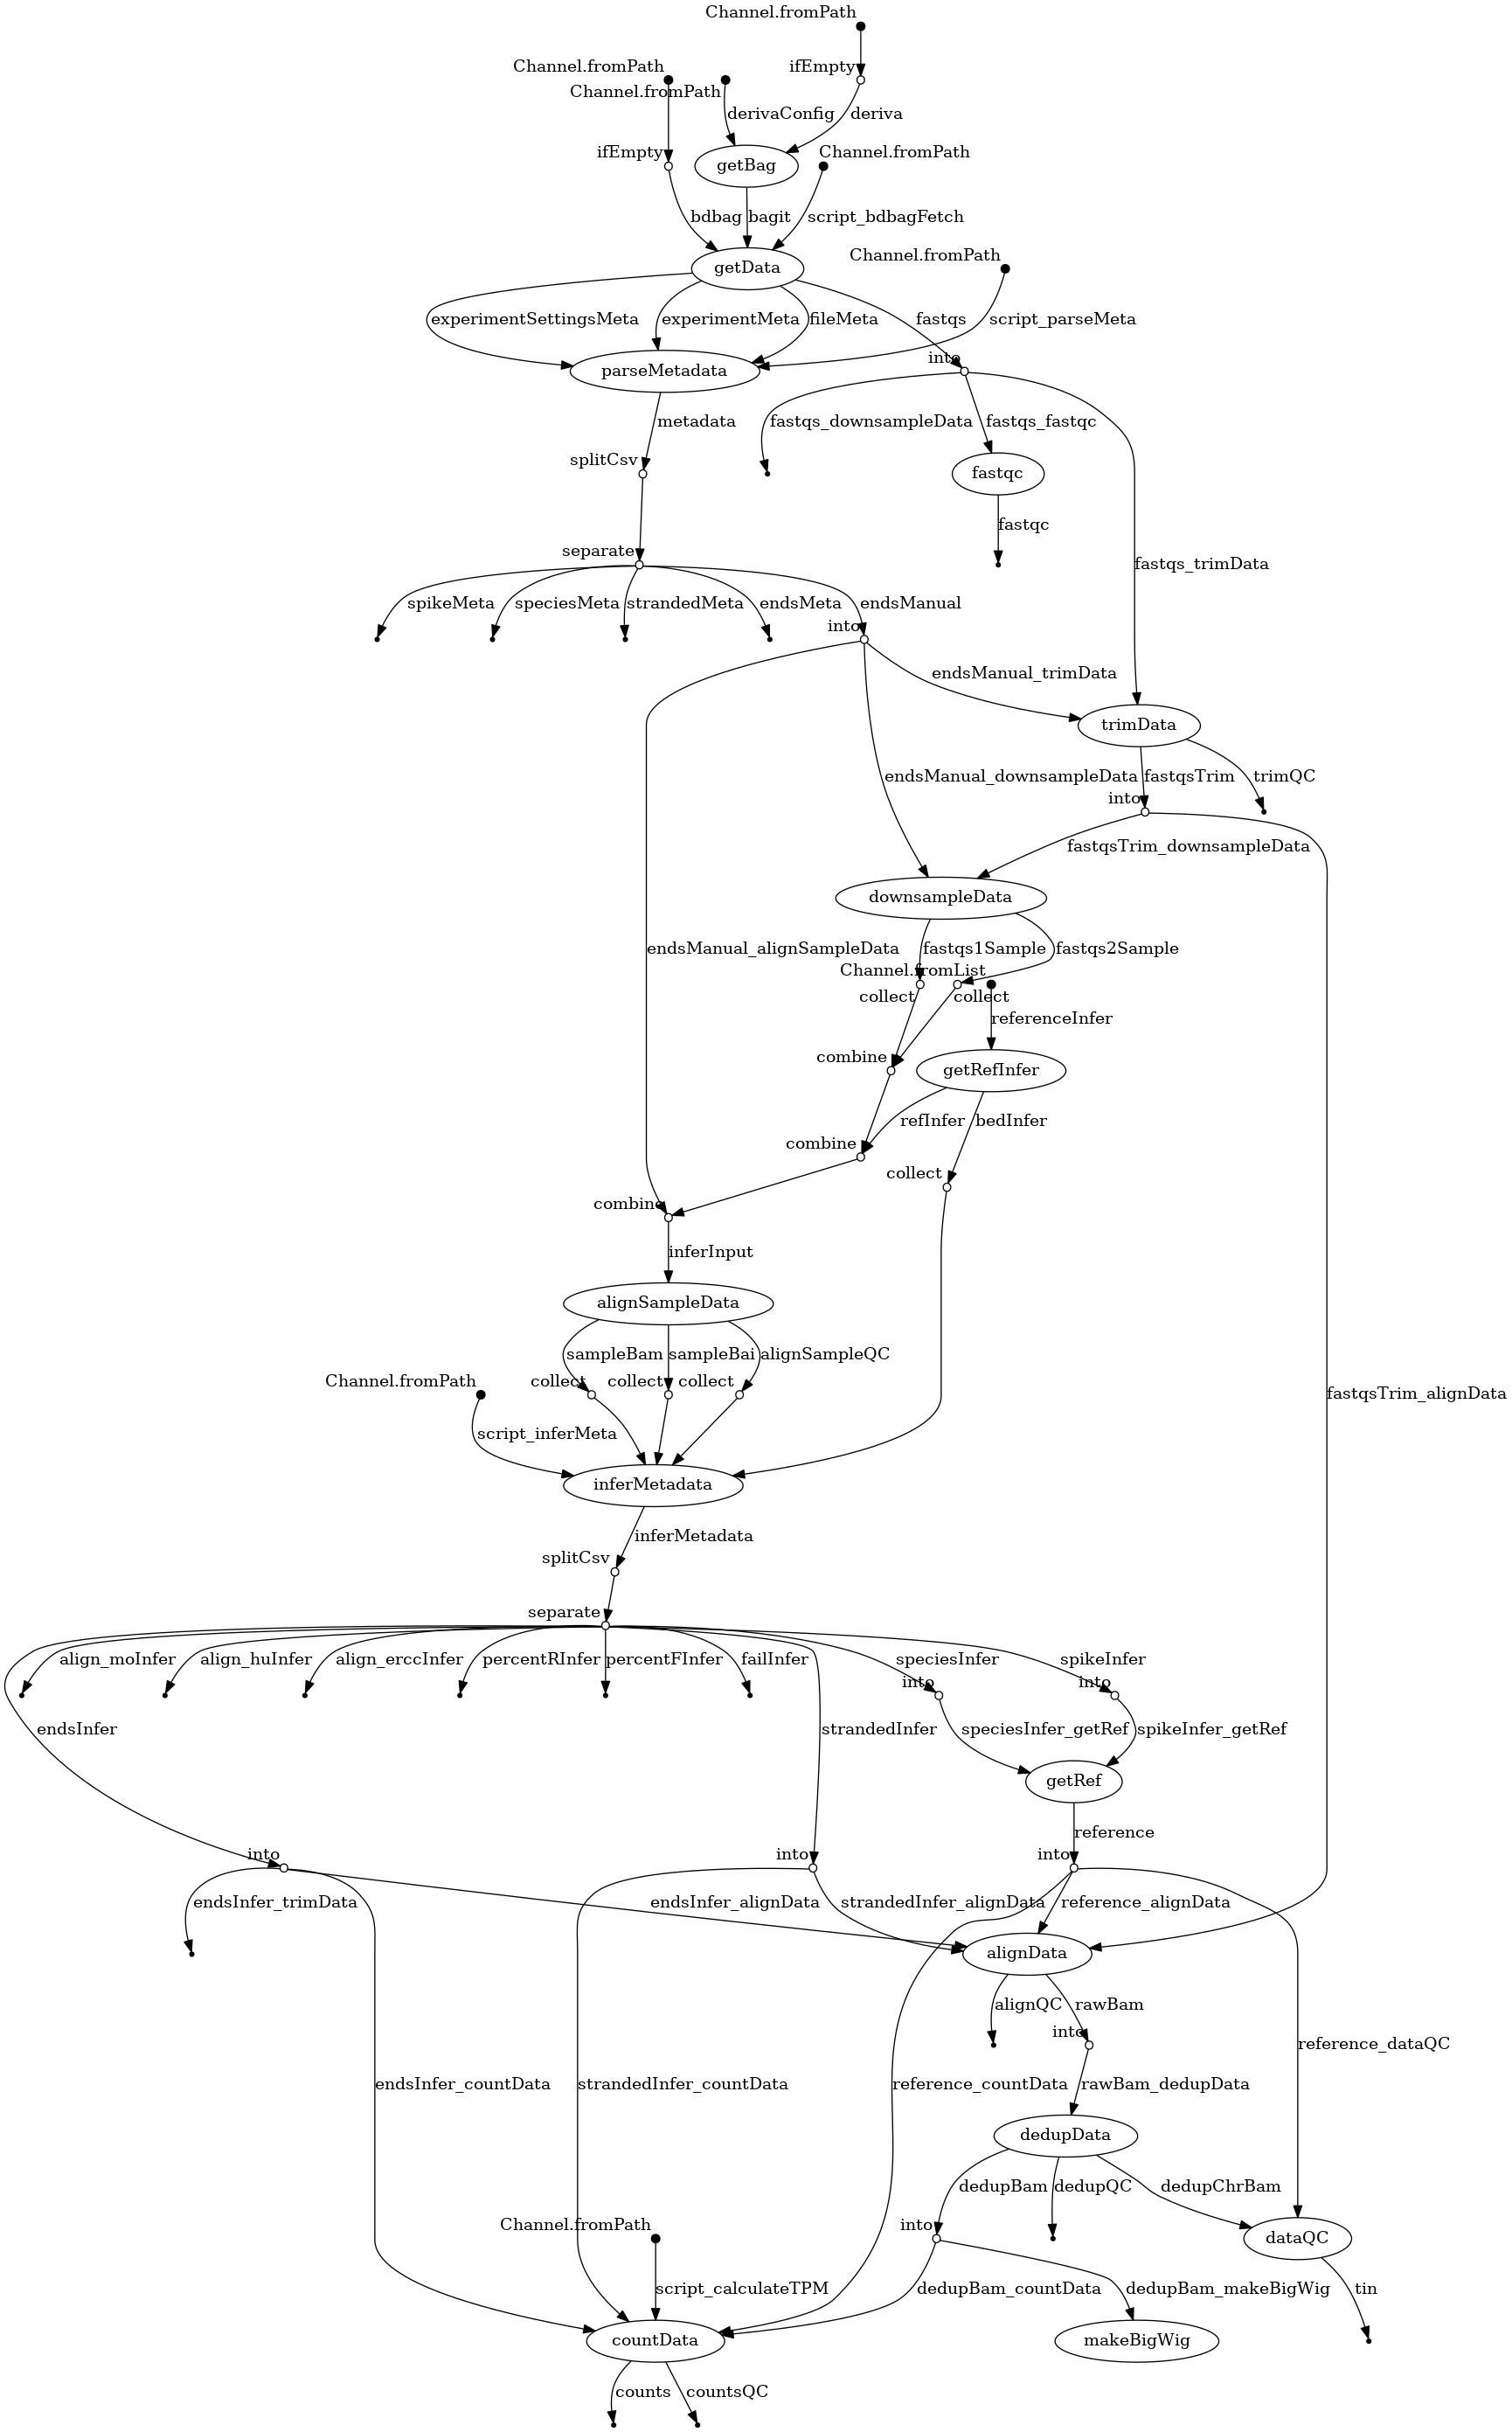 Channel.fromPath
Channel.fromPath
ifEmpty
Channel.fromPath
derivaConfig
deriva
ifEmpty
getBag
Channel.fromPath
bdbag
bagit
script_bdbagFetch
Channel.fromPath
getData
experimentSettingsMeta
experimentMeta
fileMeta
fastqs
script_parseMeta
into
parseMetadata
metadata
fastqs_downsampleData
fastqs_fastqc
splitCsv
fastqc
fastqc
separate
fastqs_trimData
spikeMeta
speciesMeta
strandedMeta
endsMeta
endsManual
into
endsManual_trimData
trimData
endsManual_downsampleData
fastqsTrim
trimQC
into
fastqsTrim_downsampleData
downsampleData
endsManual_alignSampleData
fastqs1Sample
fastqs2Sample
Channel.fromList
collect
collect
referenceInfer
combine
getRefInfer
refInfer
bedInfer
combine
collect
combine
inferInput
alignSampleData
sampleBam
sampleBai
alignSampleQC
Channel.fromPath
collect
collect
collect
fastqsTrim_alignData
script_inferMeta
inferMetadata
inferMetadata
splitCsv
separate
align_moInfer
align_huInfer
align_erccInfer
percentRInfer
percentFInfer
failInfer
speciesInfer
spikeInfer
into
into
endsInfer
strandedInfer
speciesInfer_getRef
spikeInfer_getRef
getRef
reference
into
into
into
endsInfer_trimData
endsInfer_alignData
strandedInfer_alignData
reference_alignData
alignData
alignQC
rawBam
into
reference_dataQC
endsInfer_countData
strandedInfer_countData
reference_countData
rawBam_dedupData
dedupData
dedupBam
dedupQC
dedupChrBam
Channel.fromPath
into
dataQC
script_calculateTPM
dedupBam_countData
dedupBam_makeBigWig
tin
countData
makeBigWig
counts
countsQC